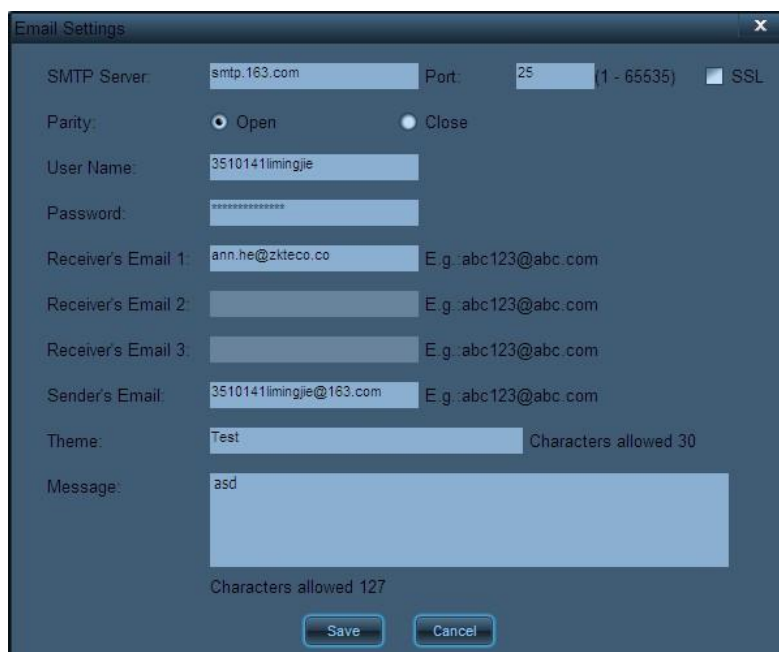 Email Settings X
SMTP Server: smtp.163.com Port: 25 (1 - 65535) SSL
Parity: Open Close
User Name: 3510141limingjie
Password: **************
Receiver's Email 1: ann.he@zkteco.co E.g.:abc123@abc.com
Receiver's Email 2: E.g.:abc123@abc.com
Receiver's Email 3: E.g.:abc123@abc.com
Sender's Email: 3510141limingjie@163.com E.g.:abc123@abc.com
Theme: Test Characters allowed 30
Message: asd
Characters allowed 127
Save Cancel